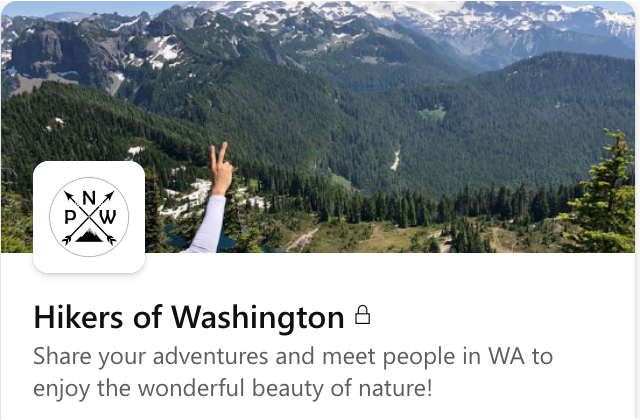 N
P W
Hikers of Washington
Share your adventures and meet people in WA to
enjoy the wonderful beauty of nature!